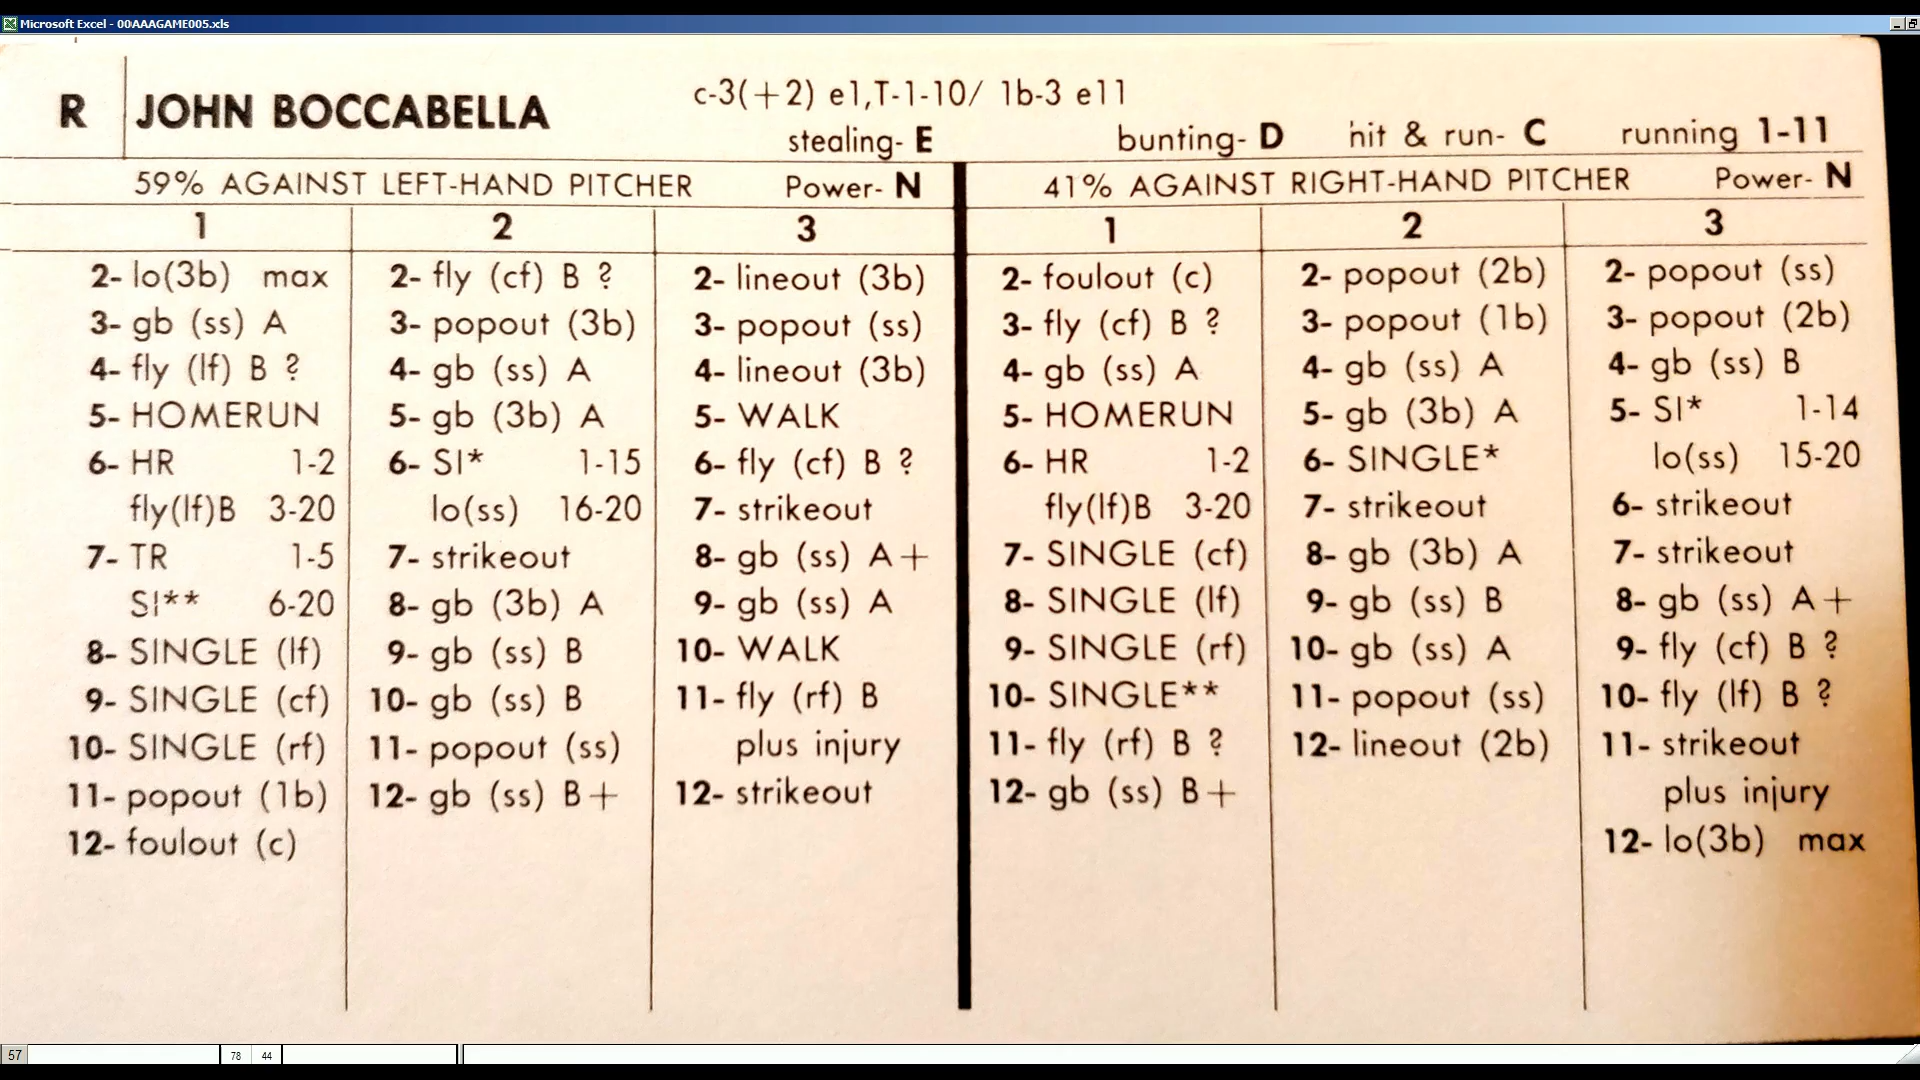 Microsoft Excel - 00AAAGAME005.xls
R JOHN BOCCABELLA
c-3(+2) e1,T-1-10/ 1b-3 e11
stealing- E bunting- D hit & run- C running 1-11
59% AGAINST LEFT-HAND PITCHER Power- N
1 2 3
2- lo(3b) max
3- gb (ss) A
4- fly (lf) B ?
5- HOMERUN
6- HR 1-2
fly(lf)B 3-20
7- TR 1-5
SI** 6-20
8- SINGLE (lf)
9- SINGLE (cf)
10- SINGLE (rf)
11- popout (1b)
12- foulout (c)
2- fly (cf) B ?
3- popout (3b)
4- gb (ss) A
5- gb (3b) A
6- SI* 1-15
lo(ss) 16-20
7- strikeout
8- gb (3b) A
9- gb (ss) B
10- gb (ss) B
11- popout (ss)
12- gb (ss) B+
2- lineout (3b)
3- popout (ss)
4- lineout (3b)
5- WALK
6- fly (cf) B ?
7- strikeout
8- gb (ss) A+
9- gb (ss) A
10- WALK
11- fly (rf) B
plus injury
12- strikeout
41% AGAINST RIGHT-HAND PITCHER Power- N
1 2 3
2- foulout (c)
3- fly (cf) B ?
4- gb (ss) A
5- HOMERUN
6- HR 1-2
fly(lf)B 3-20
7- SINGLE (cf)
8- SINGLE (lf)
9- SINGLE (rf)
10- SINGLE**
11- fly (rf) B ?
12- gb (ss) B+
2- popout (2b)
3- popout (1b)
4- gb (ss) A
5- gb (3b) A
6- SINGLE*
7- strikeout
8- gb (3b) A
9- gb (ss) B
10- gb (ss) A
11- popout (ss)
12- lineout (2b)
2- popout (ss)
3- popout (2b)
4- gb (ss) B
5- SI* 1-14
lo(ss) 15-20
6- strikeout
7- strikeout
8- gb (ss) A+
9- fly (cf) B ?
10- fly (lf) B ?
11- strikeout
plus injury
12- lo(3b) max
57 78 44